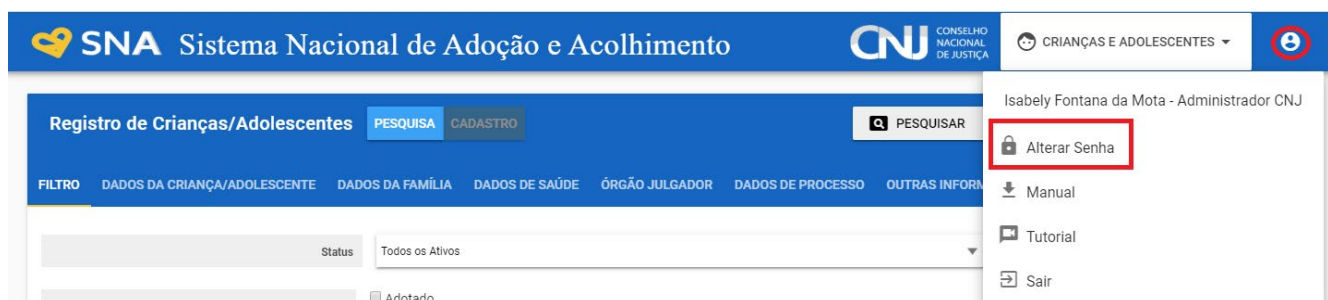 SNA Sistema Nacional de Adoção e Acolhimento
CNJ CONSELHO
NACIONAL
DE JUSTIÇA
CRIANÇAS E ADOLESCENTES
Isabely Fontana da Mota - Administrador CNJ
Registro de Crianças/Adolescentes PESQUISA CADASTRO PESQUISAR
Alterar Senha
FILTRO DADOS DA CRIANÇA/ADOLESCENTE DADOS DA FAMÍLIA DADOS DE SAÚDE ÓRGÃO JULGADOR DADOS DE PROCESSO OUTRAS INFORM
Manual
Tutorial
Status Todos os Ativos
Sair
Adotado